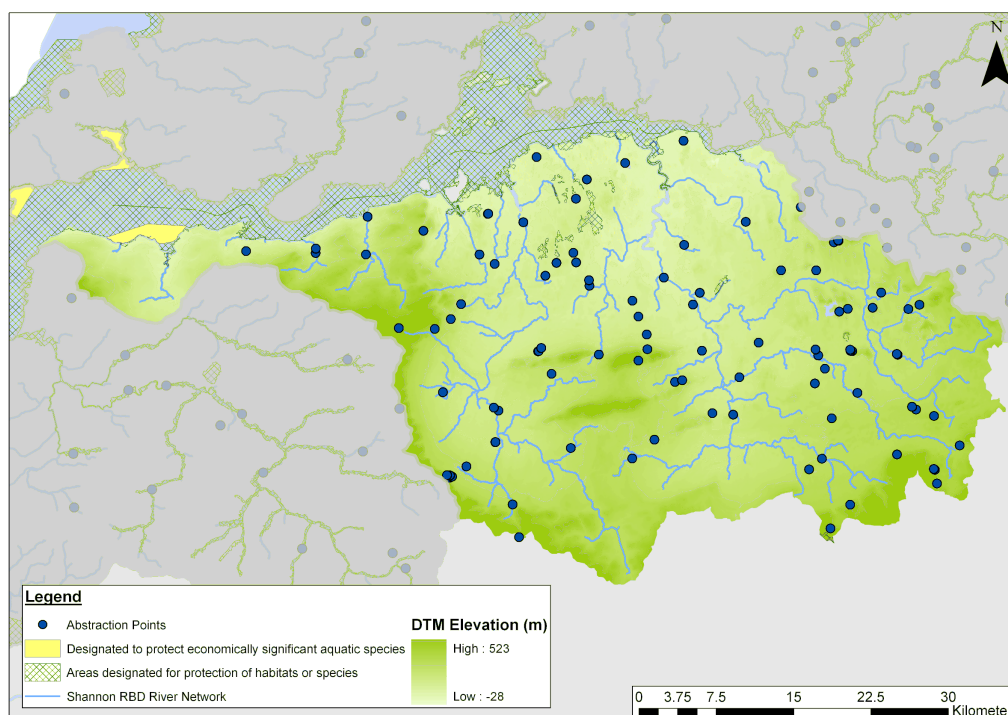 N
Legend
Abstraction Points
Designated to protect economically significant aquatic species
Areas designated for protection of habitats or species
Shannon RBD River Network
DTM Elevation (m)
High : 523
Low : -28
0 3.75 7.5 15 22.5 30
Kilomete